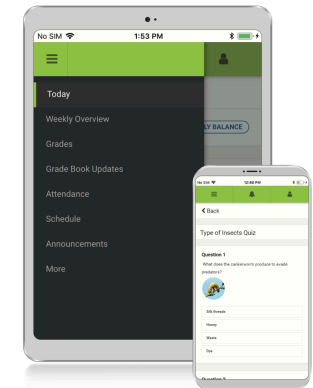 No SIM 1:53 PM
Today
Weekly Overview
LY BALANCE
Grades
Grade Book Updates
Attendance
Schedule
Announcements
More
No SIM 12:48 PM
Back
Type of Insects Quiz
Question 1
What does the cankerworm produce to evade
predators?
Silk threads
Honey
Waste
Dye
Question 2